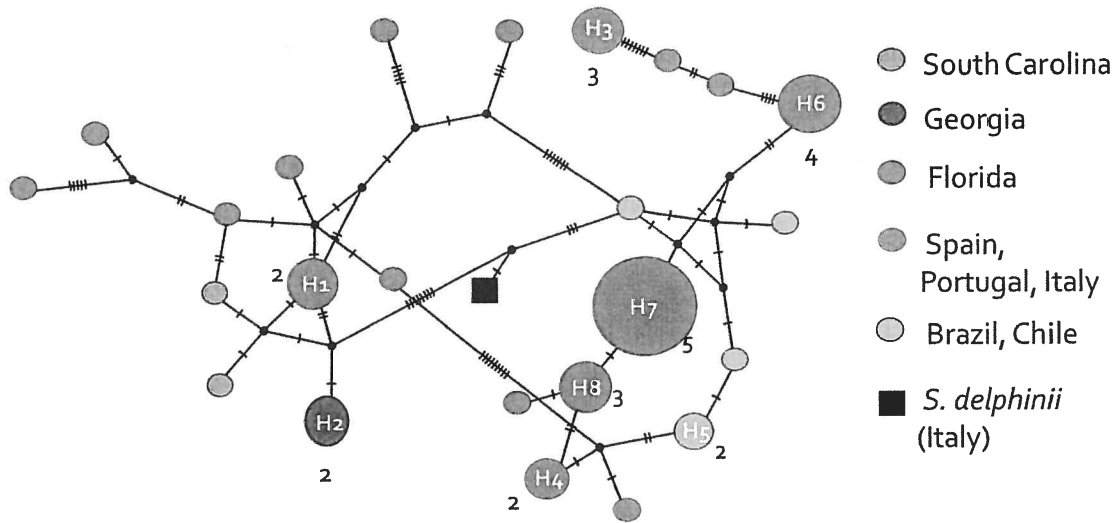 H3
3
H6
4
2
H1
H2
2
H7
5
H8
3
H5
2
H4
2
South Carolina
Georgia
Florida
Spain,
Portugal, Italy
Brazil, Chile
S. delphinii
(Italy)